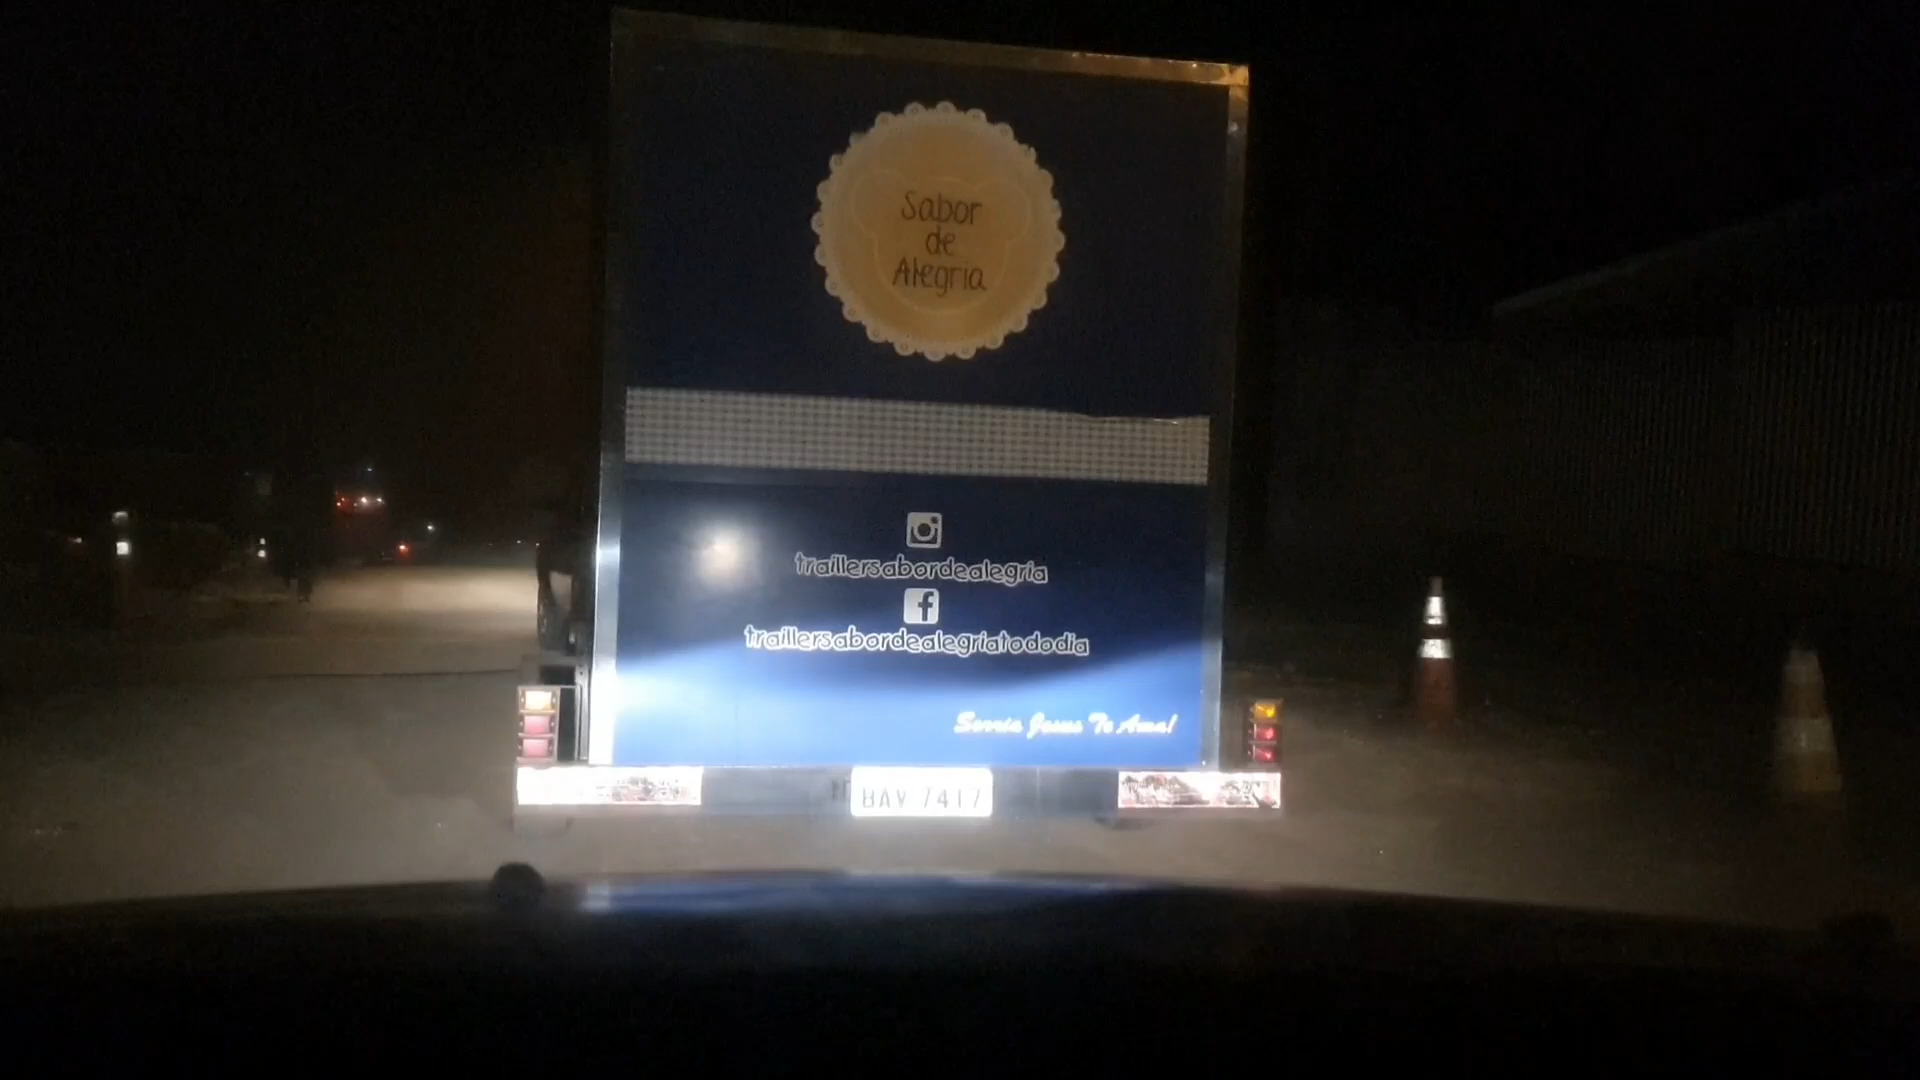 Sabor
de
Alegria
traillersabordealegria
traillersabordealegriatododia
Sorria Jesus Te Ama!
BAV 7417